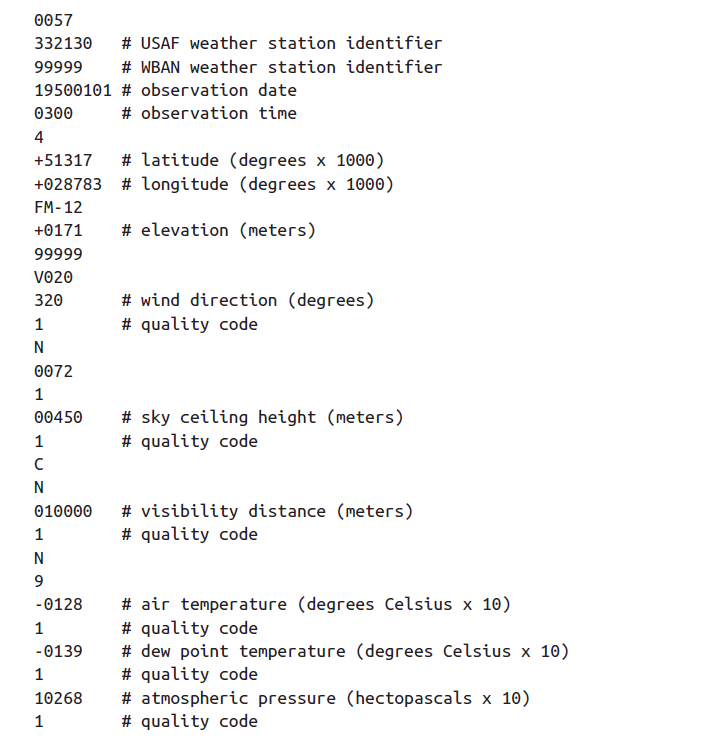 0057
332130 # USAF weather station identifier
99999 # WBAN weather station identifier
19500101 # observation date
0300 # observation time
4
+51317 # latitude (degrees x 1000)
+028783 # longitude (degrees x 1000)
FM-12
+0171 # elevation (meters)
99999
V020
320 # wind direction (degrees)
1 # quality code
N
0072
1
00450 # sky ceiling height (meters)
1 # quality code
C
N
010000 # visibility distance (meters)
1 # quality code
N
9
-0128 # air temperature (degrees Celsius x 10)
1 # quality code
-0139 # dew point temperature (degrees Celsius x 10)
1 # quality code
10268 # atmospheric pressure (hectopascals x 10)
1 # quality code